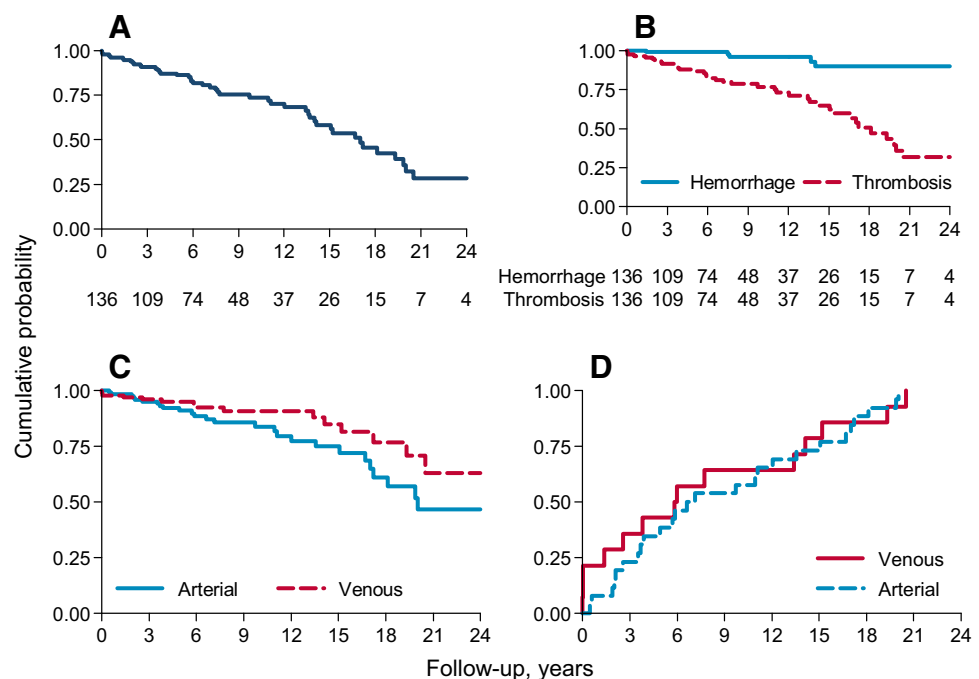 A
1.00
0.75
0.50
0.25
0.00
0 3 6 9 12 15 18 21 24
136 109 74 48 37 26 15 7 4
B
1.00
0.75
0.50
0.25
0.00
Hemorrhage Thrombosis
0 3 6 9 12 15 18 21 24
Hemorrhage 136 109 74 48 37 26 15 7 4
Thrombosis 136 109 74 48 37 26 15 7 4
Cumulative probability
C
1.00
0.75
0.50
0.25
0.00
Arterial Venous
0 3 6 9 12 15 18 21 24
D
1.00
0.75
0.50
0.25
0.00
Venous
Arterial
0 3 6 9 12 15 18 21 24
Follow-up, years